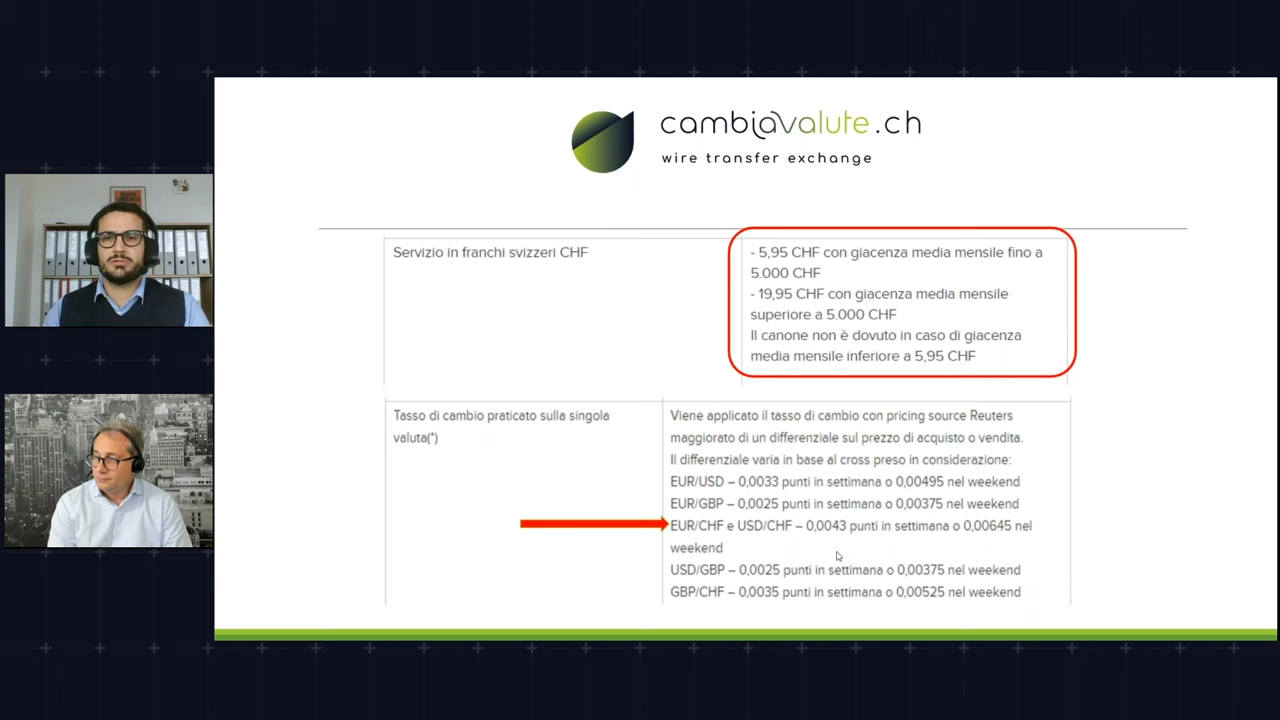 cambiavalute.ch
wire transfer exchange
Servizio in franchi svizzeri CHF
- 5,95 CHF con giacenza media mensile fino a
5.000 CHF
- 19,95 CHF con giacenza media mensile
superiore a 5.000 CHF
Il canone non è dovuto in caso di giacenza
media mensile inferiore a 5,95 CHF
Tasso di cambio praticato sulla singola
valuta(*)
Viene applicato il tasso di cambio con pricing source Reuters
maggiorato di un differenziale sul prezzo di acquisto o vendita.
Il differenziale varia in base al cross preso in considerazione:
EUR/USD – 0,0033 punti in settimana o 0,00495 nel weekend
EUR/GBP – 0,0025 punti in settimana o 0,00375 nel weekend
EUR/CHF e USD/CHF – 0,0043 punti in settimana o 0,00645 nel
weekend
USD/GBP – 0,0025 punti in settimana o 0,00375 nel weekend
GBP/CHF – 0,0035 punti in settimana o 0,00525 nel weekend